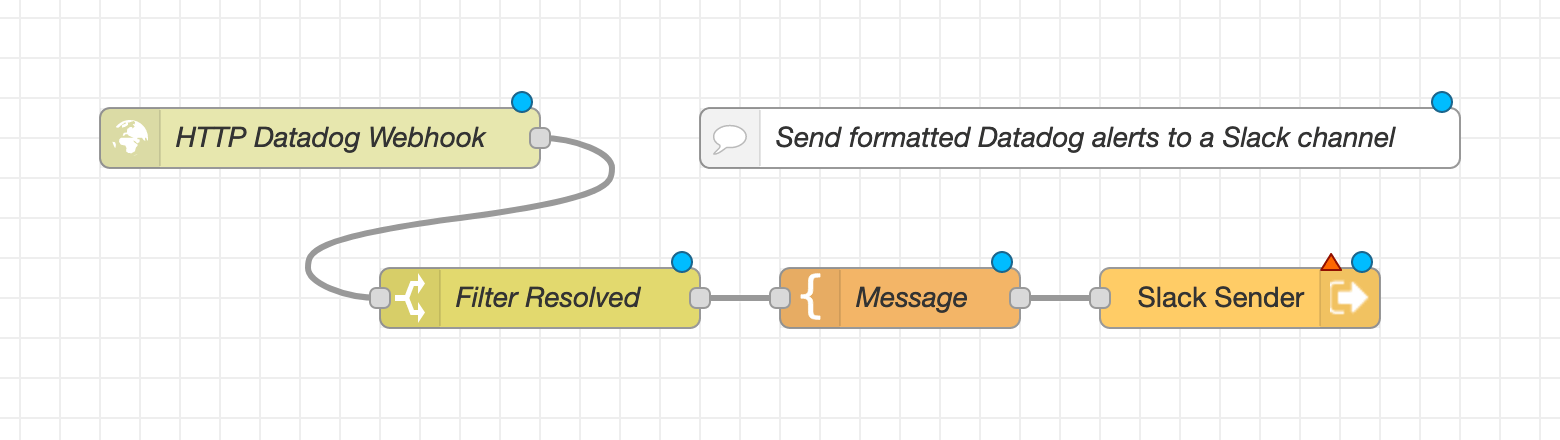 HTTP Datadog Webhook
Send formatted Datadog alerts to a Slack channel
Filter Resolved
Message
Slack Sender